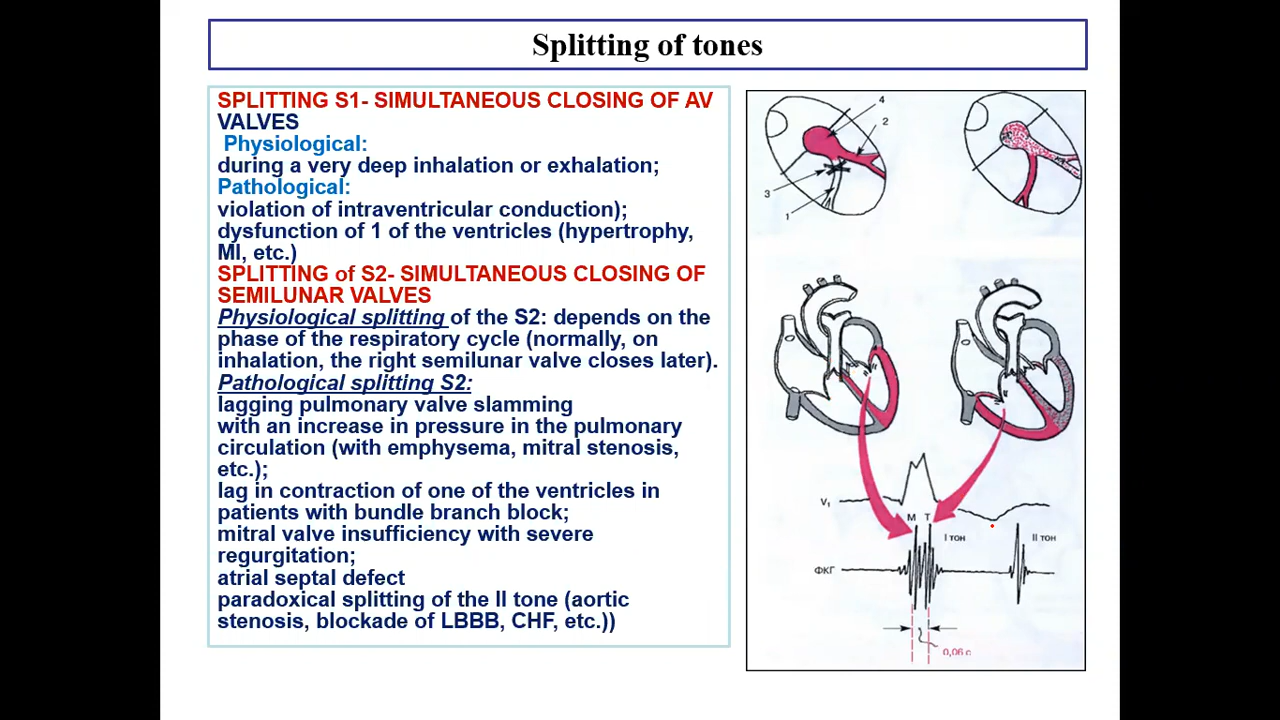 Splitting of tones
SPLITTING S1- SIMULTANEOUS CLOSING OF AV
VALVES
Physiological:
during a very deep inhalation or exhalation;
Pathological:
violation of intraventricular conduction);
dysfunction of 1 of the ventricles (hypertrophy,
MI, etc.)
SPLITTING of S2- SIMULTANEOUS CLOSING OF
SEMILUNAR VALVES
Physiological splitting of the S2: depends on the
phase of the respiratory cycle (normally, on
inhalation, the right semilunar valve closes later).
Pathological splitting S2:
lagging pulmonary valve slamming
with an increase in pressure in the pulmonary
circulation (with emphysema, mitral stenosis,
etc.);
lag in contraction of one of the ventricles in
patients with bundle branch block;
mitral valve insufficiency with severe
regurgitation;
atrial septal defect
paradoxical splitting of the II tone (aortic
stenosis, blockade of LBBB, CHF, etc.))
4
2
3
1
V1
M T
I тон
II тон
ФКГ
0,06 с